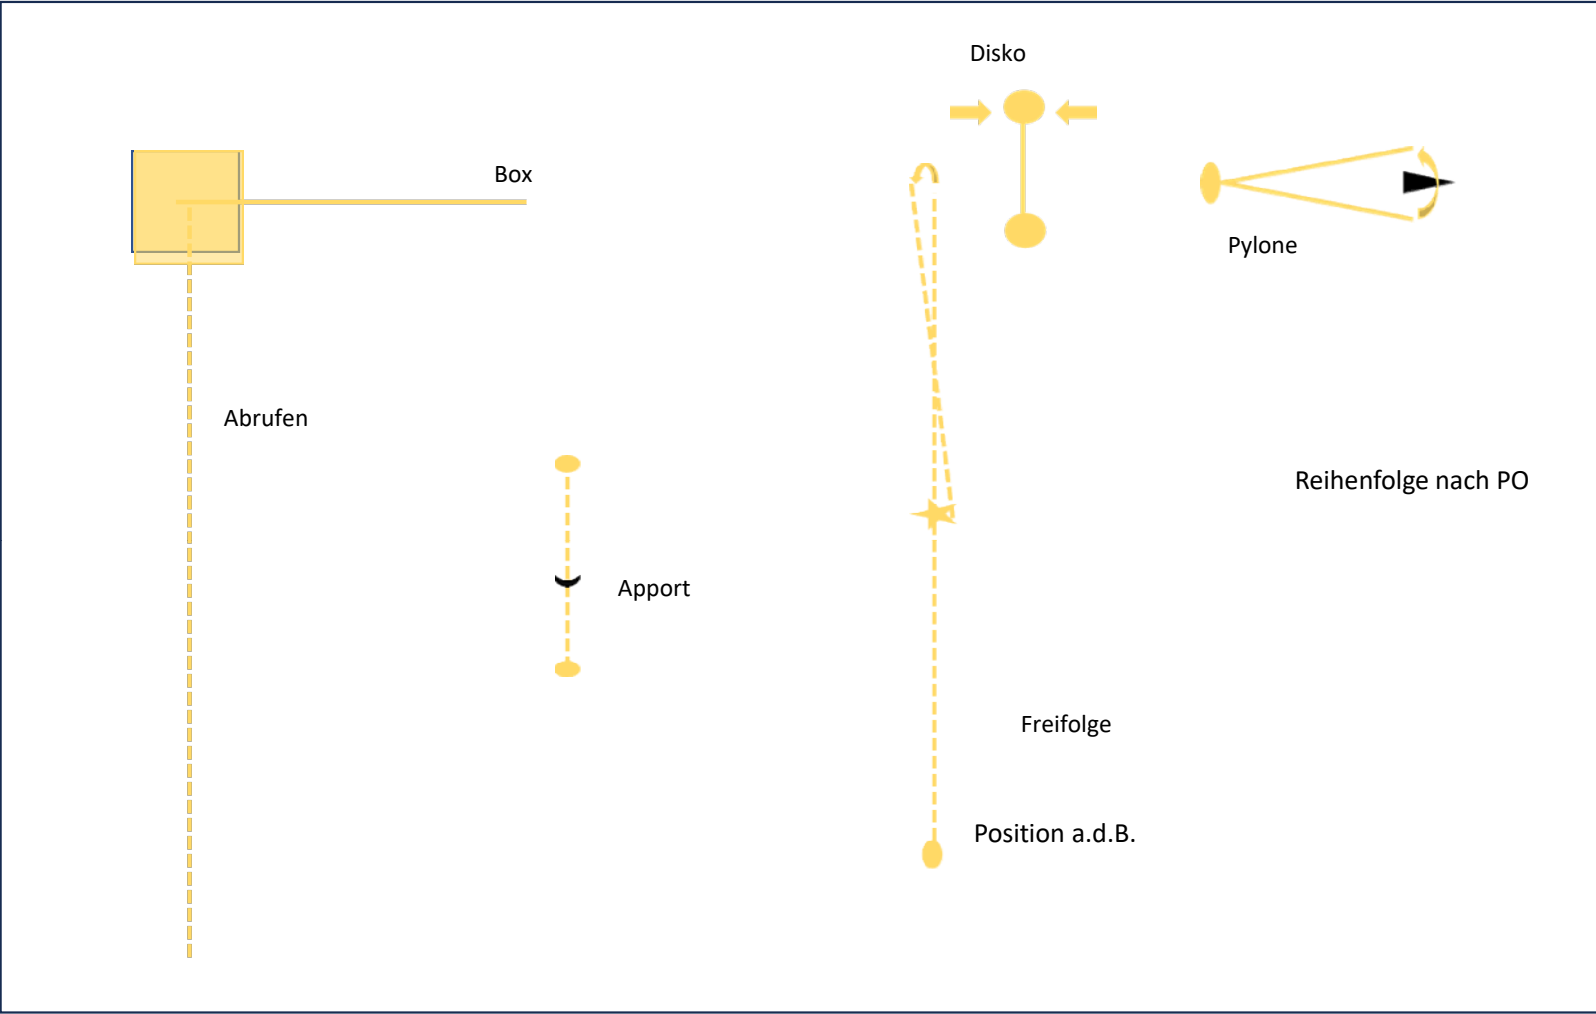 Disko
Box
Pylone
Abrufen
Reihenfolge nach PO
Apport
Freifolge
Position a.d.B.